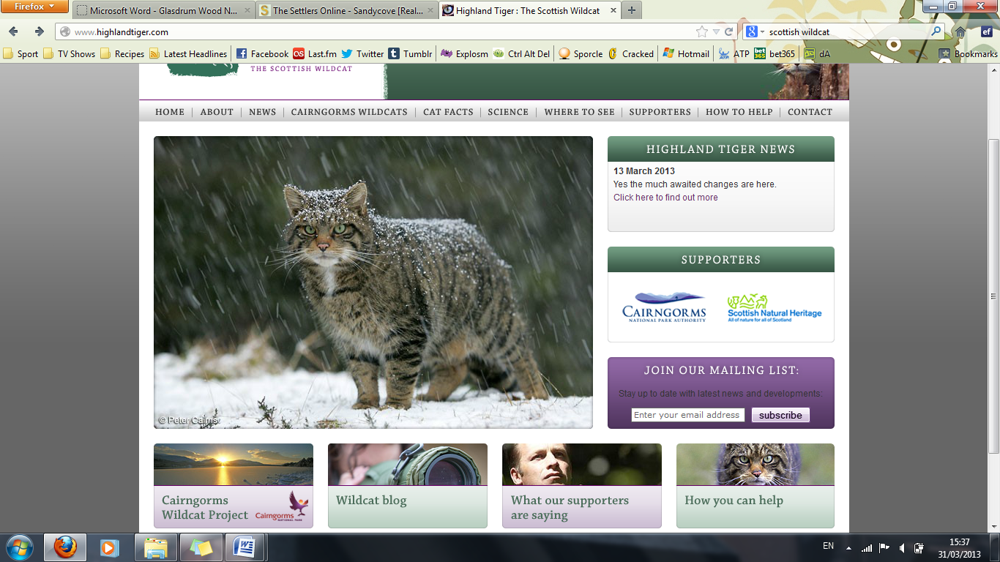 Firefox
Microsoft Word - Glasdrum Wood N...
The Settlers Online - Sandycove [Real...
Highland Tiger : The Scottish Wildcat
www.highlandtiger.com
scottish wildcat
Sport
TV Shows
Recipes
Latest Headlines
Facebook
Last.fm
Twitter
Tumblr
Explosm
Ctrl Alt Del
Sporcle
Cracked
Hotmail
ATP
bet365
dA
Bookmarks
THE SCOTTISH WILDCAT
HOME
ABOUT
NEWS
CAIRNGORMS WILDCATS
CAT FACTS
SCIENCE
WHERE TO SEE
SUPPORTERS
HOW TO HELP
CONTACT
© Peter Cairns
HIGHLAND TIGER NEWS
13 March 2013
Yes the much awaited changes are here.
Click here to find out more
SUPPORTERS
CAIRNGORMS
NATIONAL PARK AUTHORITY
Scottish Natural Heritage
All of nature for all of Scotland
JOIN OUR MAILING LIST:
Stay up to date with latest news and developments:
Enter your email address
subscribe
Cairngorms
Wildcat Project
Cairngorms
NATIONAL PARK
Wildcat blog
What our supporters
are saying
How you can help
EN
15:37
31/03/2013